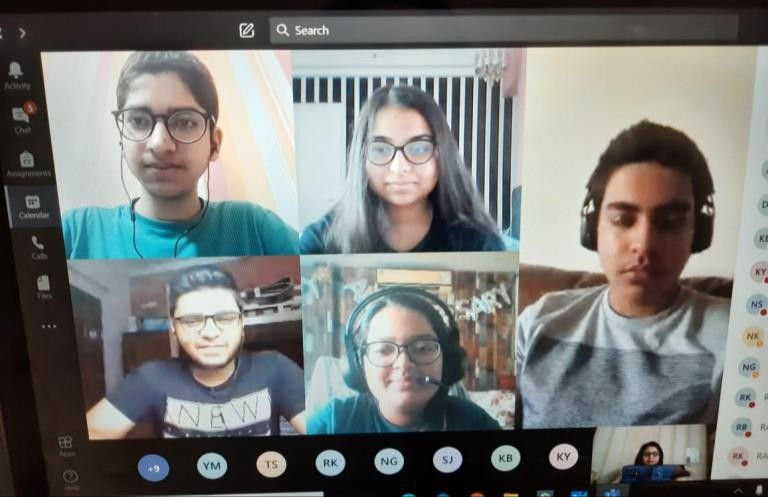 Search
Activity
5
Chat
Assignments
Calendar
Calls
Files
...
Apps
Help
NEW
+9
YM
TS
RK
NG
SJ
KB
KY
KY
NS
NK
NG
RK
RB
RK